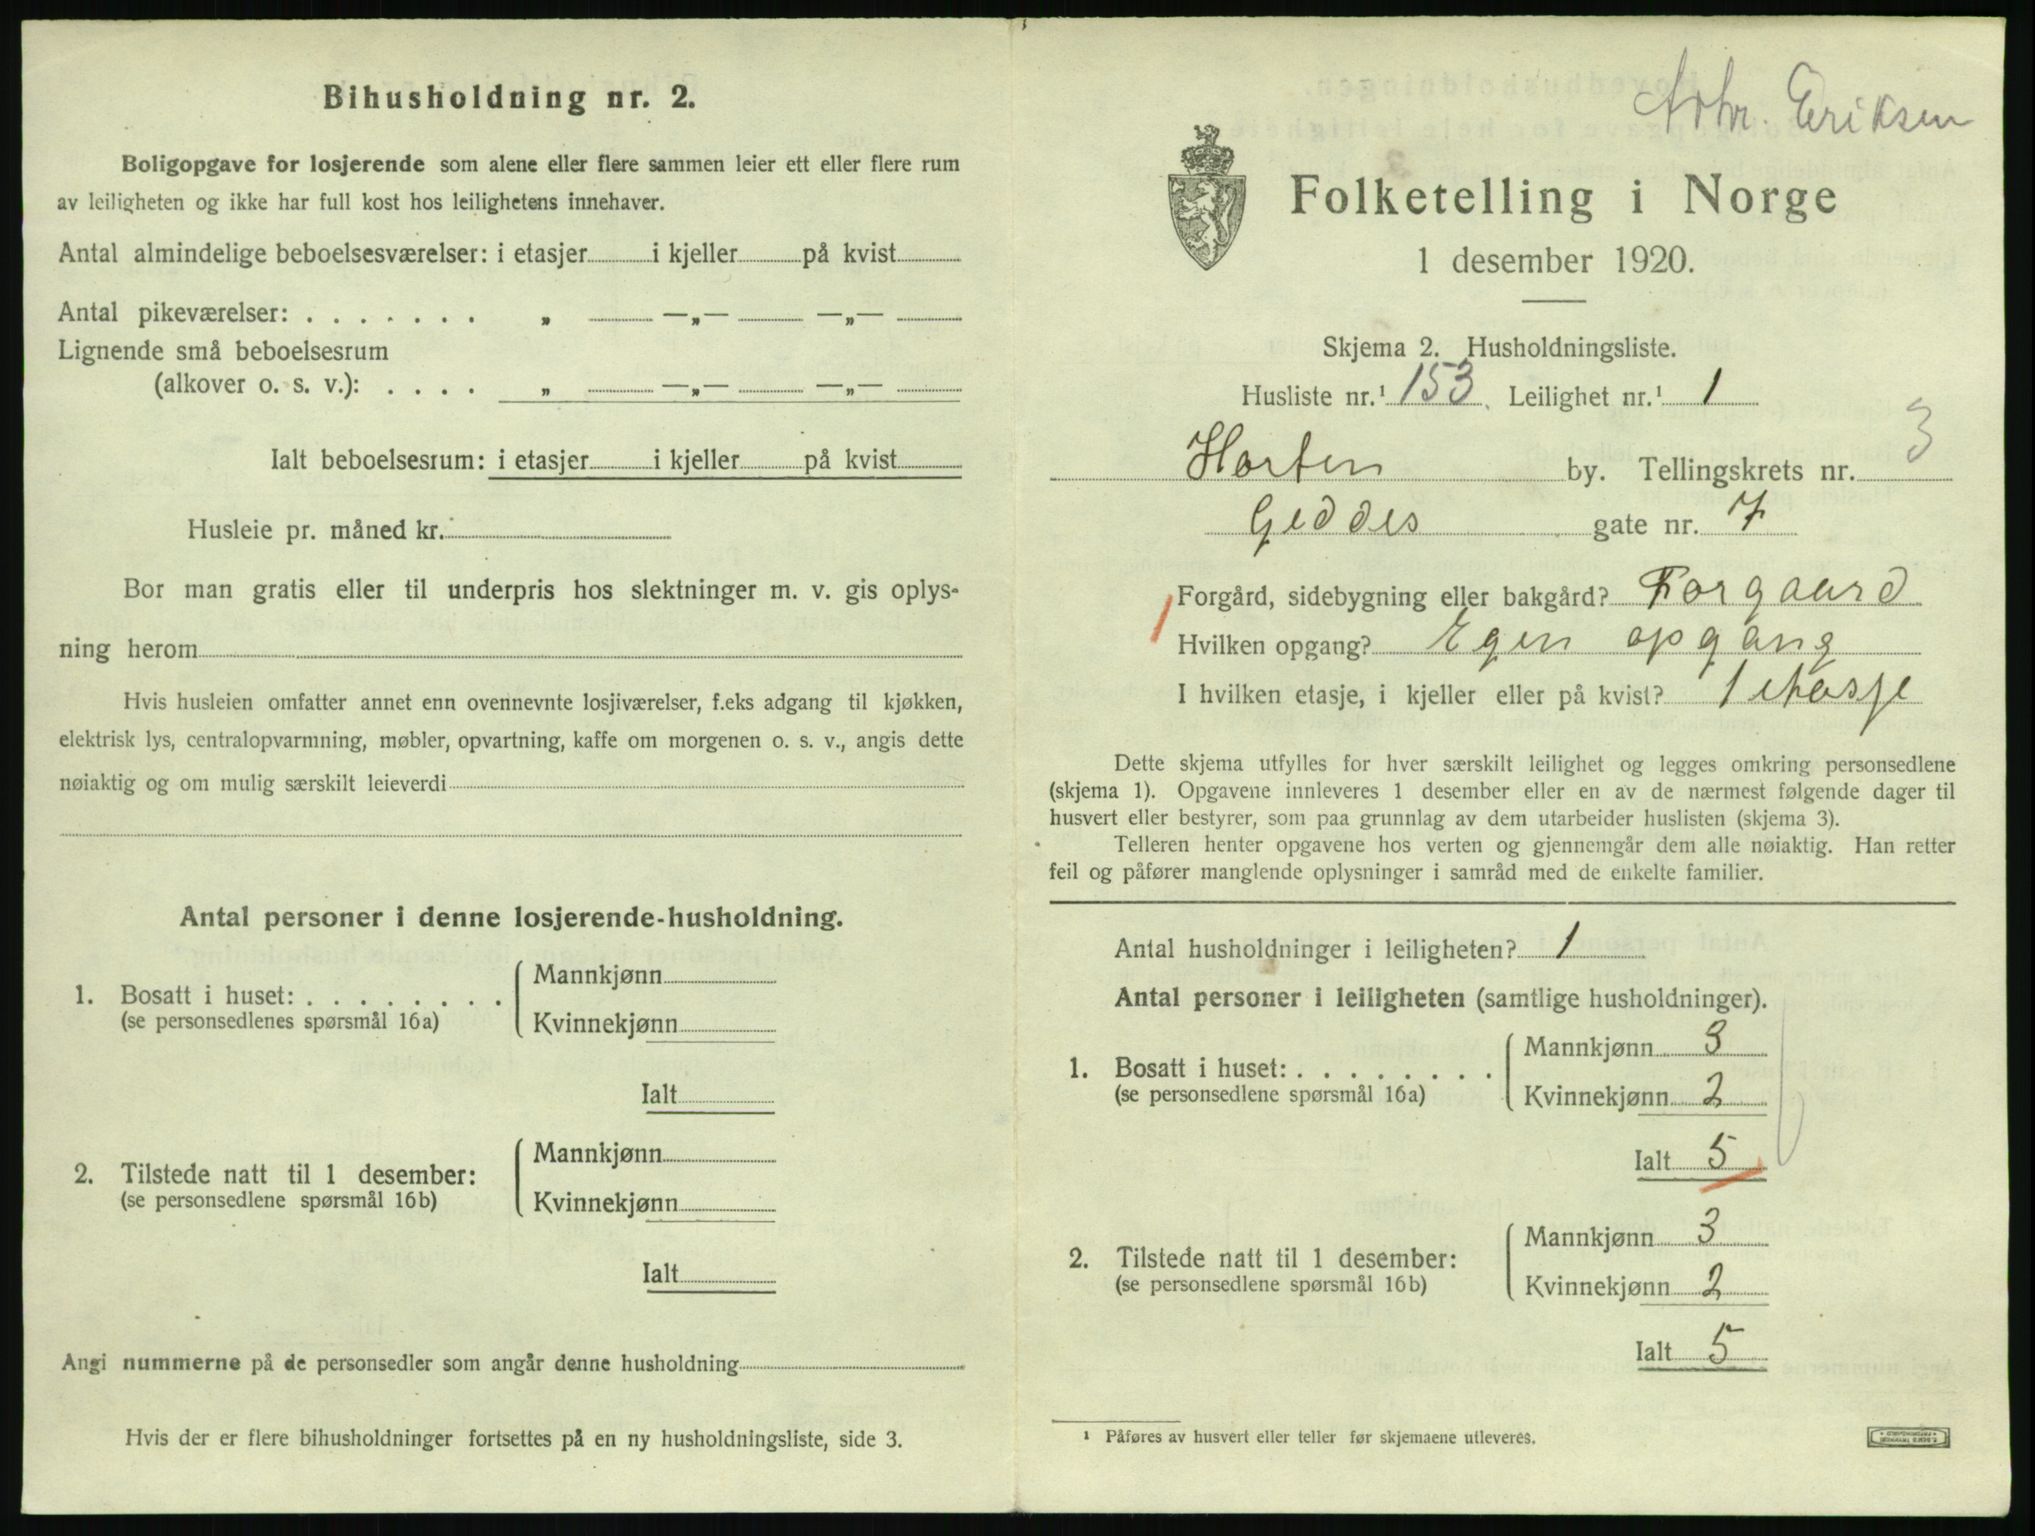 Bihusholdning nr. 2.
Boligopgave for losjerende som alene eller flere sammen leier ett eller flere rum
av leiligheten og ikke har full kost hos leilighetens innehaver.
Antal almindelige beboelsesværelser: i etasjer i kjeller på kvist
Antal pikeværelser: . . . . . . . „ —„— —„—
Lignende små beboelsesrum
(alkover o. s. v.): . . . . „ —„— —„—
Ialt beboelsesrum: i etasjer i kjeller på kvist
Husleie pr. måned kr.
Bor man gratis eller til underpris hos slektninger m. v. gis oplys-
ning herom
Hvis husleien omfatter annet enn ovennevnte losjiværelser, f.eks adgang til kjøkken,
elektrisk lys, centralopvarmning, møbler, opvartning, kaffe om morgenen o. s. v., angis dette
nøiaktig og om mulig særskilt leieverdi
Antal personer i denne losjerende-husholdning.
1. Bosatt i huset: . . . . . . . .
(se personsedlenes spørsmål 16a)
Mannkjønn
Kvinnekjønn
Ialt
2. Tilstede natt til 1 desember:
(se personsedlene spørsmål 16b)
Mannkjønn
Kvinnekjønn
Ialt
Angi nummerne på de personsedler som angår denne husholdning
Hvis der er flere bihusholdninger fortsettes på en ny husholdningsliste, side 3.
Eriksen
Folketelling i Norge
1 desember 1920.
Skjema 2. Husholdningsliste.
Husliste nr.¹ 153. Leilighet nr.¹ 1
Horten by. Tellingskrets nr. 3
Geddes gate nr. 7
Forgård, sidebygning eller bakgård? Forgaard
Hvilken opgang? Egen opgang
I hvilken etasje, i kjeller eller på kvist? 1 etasje
Dette skjema utfylles for hver særskilt leilighet og legges omkring personsedlene
(skjema 1). Opgavene innleveres 1 desember eller en av de nærmest følgende dager til
husvert eller bestyrer, som paa grunnlag av dem utarbeider huslisten (skjema 3).
Telleren henter opgavene hos verten og gjennemgår dem alle nøiaktig. Han retter
feil og påfører manglende oplysninger i samråd med de enkelte familier.
Antal husholdninger i leiligheten? 1
Antal personer i leiligheten (samtlige husholdninger).
1. Bosatt i huset: . . . . . . . .
(se personsedlene spørsmål 16a)
Mannkjønn 3
Kvinnekjønn 2
Ialt 5
2. Tilstede natt til 1 desember:
(se personsedlene spørsmål 16b)
Mannkjønn 3
Kvinnekjønn 2
Ialt 5
¹ Påføres av husvert eller teller før skjemaene utleveres.